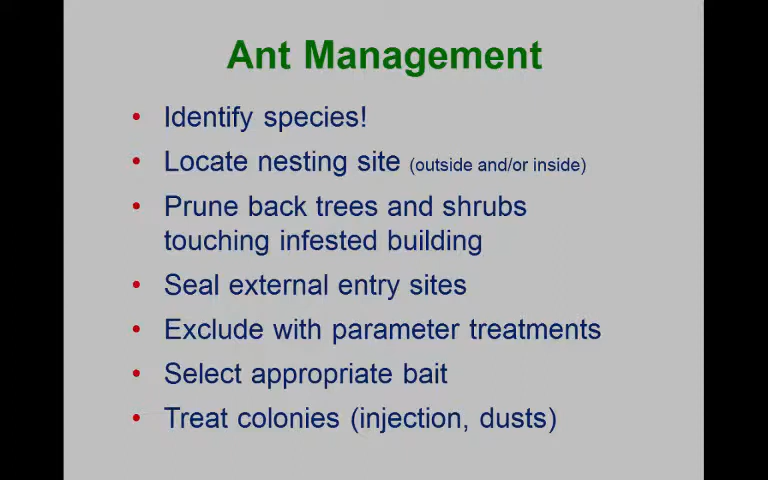 Ant Management
• Identify species!
• Locate nesting site (outside and/or inside)
• Prune back trees and shrubs
touching infested building
• Seal external entry sites
• Exclude with parameter treatments
• Select appropriate bait
• Treat colonies (injection, dusts)